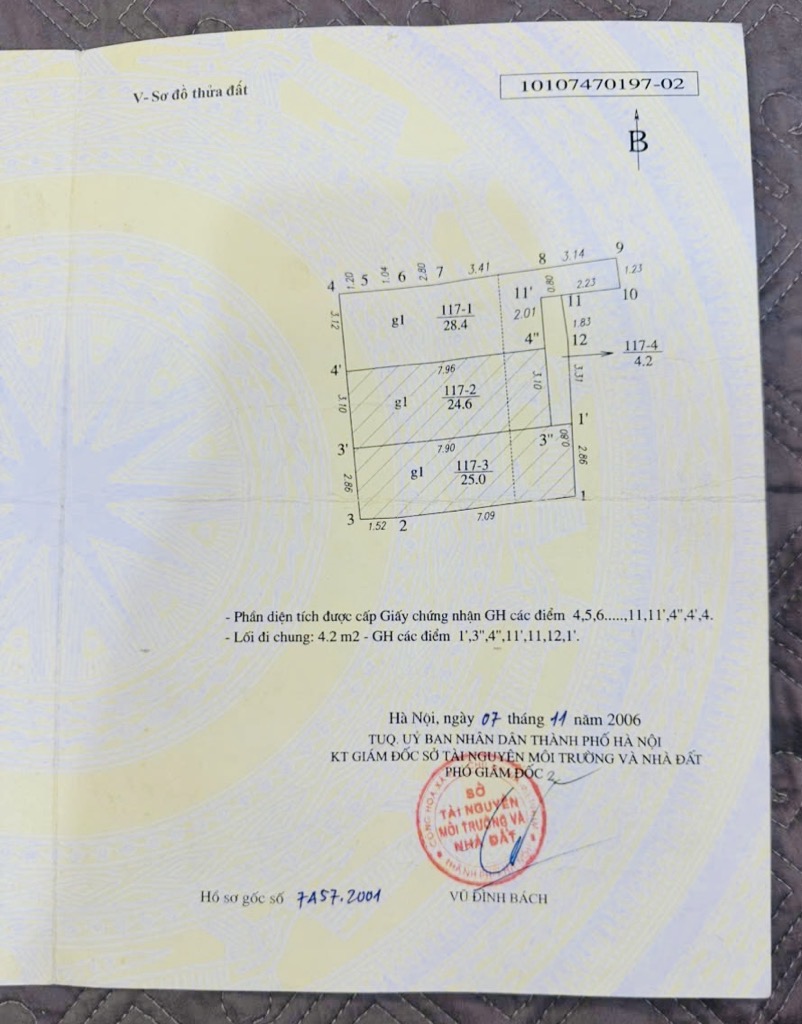 V- Sơ đồ thửa đất
10107470197-02
B
9
8 3.14
4 1.20 5 1.04 6 2.80 7 3.41
1.23
11' 0.80 2.23
11 10
3.12 g1 117-1
28.4
2.01
1.83
4" 12 117-4
4.2
4' 7.96
3.10 g1 117-2
24.6
3.10 3.31
1'
3' 7.90 3" 0.80
2.86 g1 117-3
25.0
2.86
1
3 1.52 2 7.09
- Phần diện tích được cấp Giấy chứng nhận GH các điểm 4,5,6.....,11,11',4",4',4.
- Lối đi chung: 4.2 m2 - GH các điểm 1',3",4",11',11,12,1'.
Hà Nội, ngày 07 tháng 11 năm 2006
TUQ. UỶ BAN NHÂN DÂN THÀNH PHỐ HÀ NỘI
KT GIÁM ĐỐC SỞ TÀI NGUYÊN MÔI TRƯỜNG VÀ NHÀ ĐẤT
PHÓ GIÁM ĐỐC
SỞ
TÀI NGUYÊN
MÔI TRƯỜNG VÀ
NHÀ ĐẤT
Hồ sơ gốc số 7A57.2001
VŨ ĐÌNH BÁCH